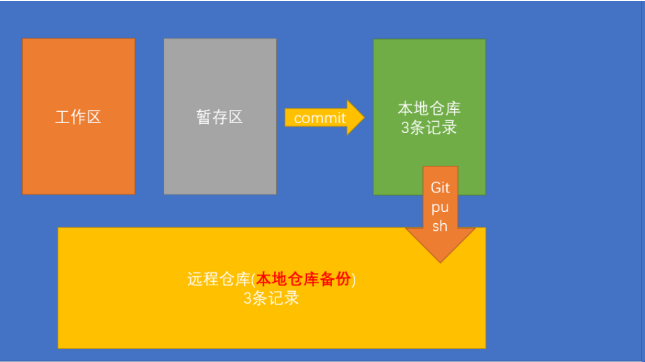 工作区
暂存区
commit
本地仓库
3条记录
Git
pu
sh
远程仓库(本地仓库备份)
3条记录